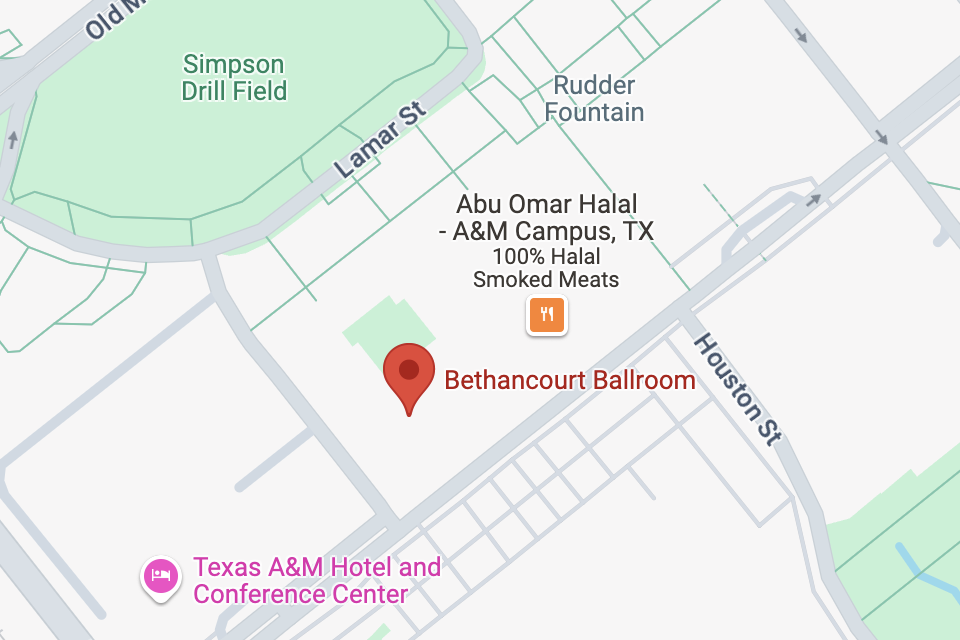 Old M
Simpson
Drill Field
Lamar St
Rudder
Fountain
Abu Omar Halal
- A&M Campus, TX
100% Halal
Smoked Meats
Bethancourt Ballroom
Houston St
Texas A&M Hotel and
Conference Center